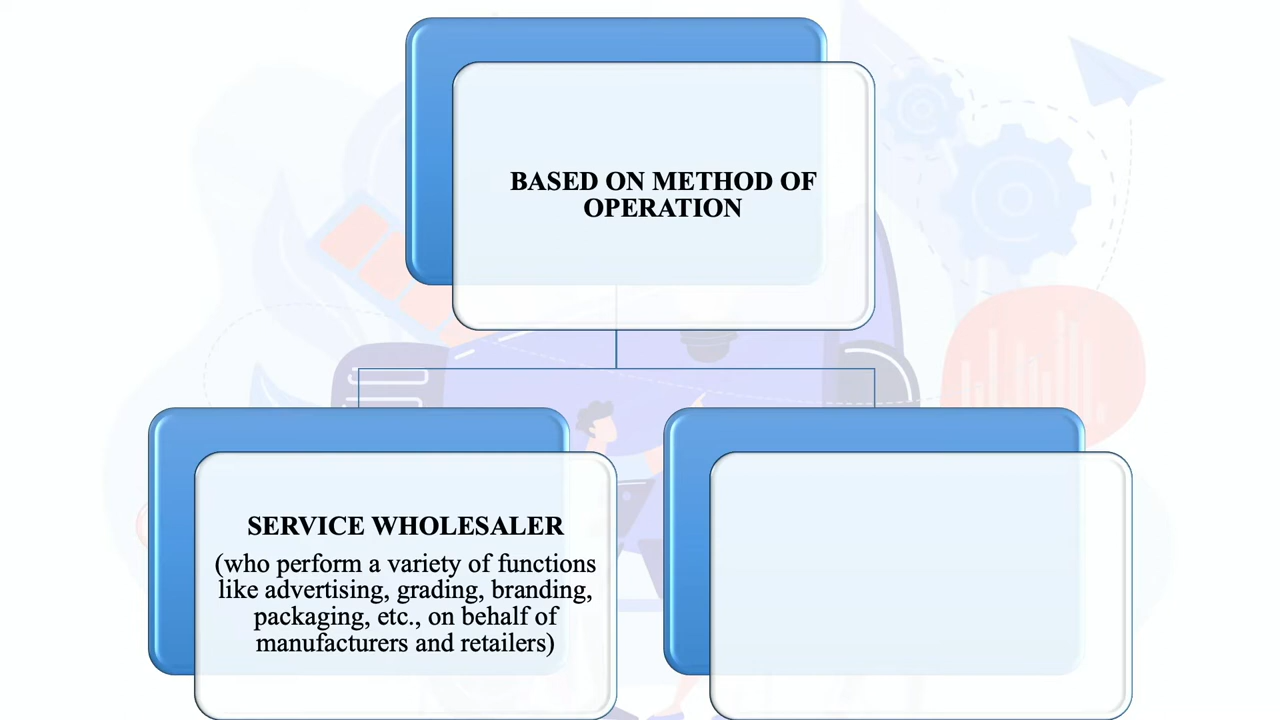 BASED ON METHOD OF
OPERATION
SERVICE WHOLESALER
(who perform a variety of functions
like advertising, grading, branding,
packaging, etc., on behalf of
manufacturers and retailers)